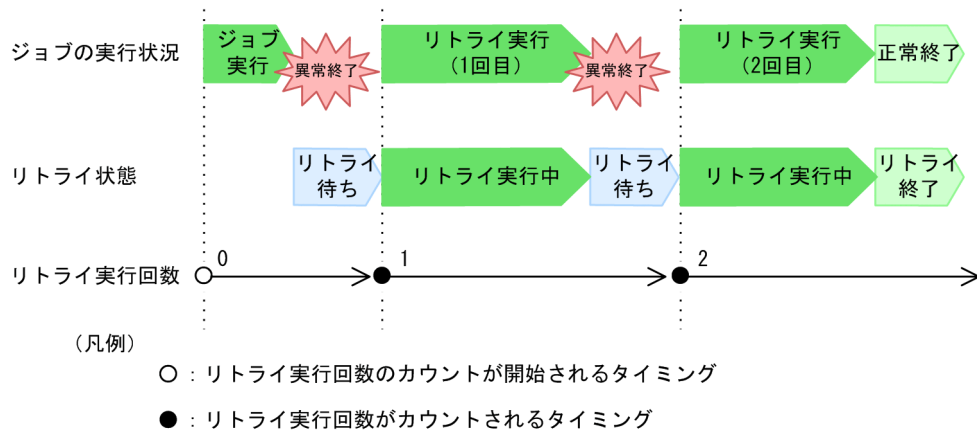 ジョブの実行状況
ジョブ
実行
異常終了
リトライ実行
(1回目)
異常終了
リトライ実行
(2回目)
正常終了
リトライ状態
リトライ
待ち
リトライ実行中
リトライ
待ち
リトライ実行中
リトライ
終了
リトライ実行回数
0
1
2
(凡例)
:リトライ実行回数のカウントが開始されるタイミング
:リトライ実行回数がカウントされるタイミング